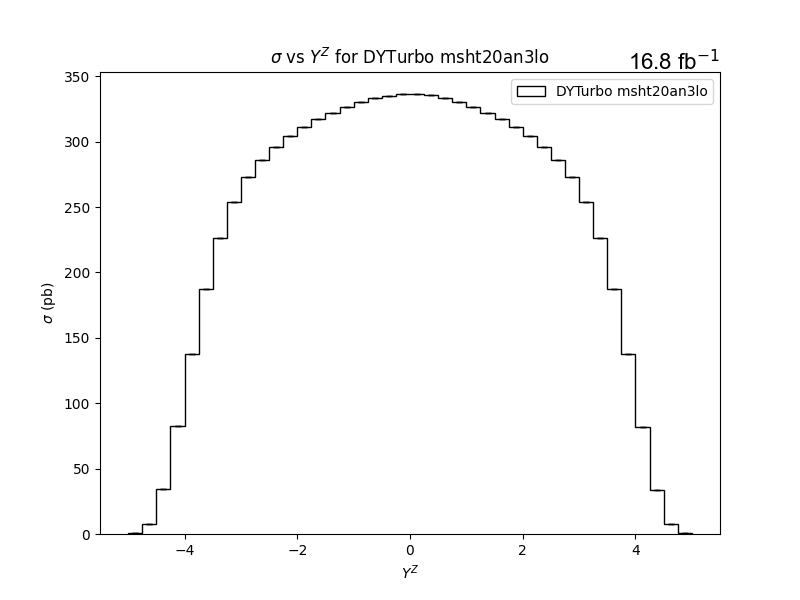 σ vs Y^Z for DYTurbo msht20an3lo
16.8 fb^−1
DYTurbo msht20an3lo
350
300
250
200
150
100
50
0
σ (pb)
−4
−2
0
2
4
Y^Z